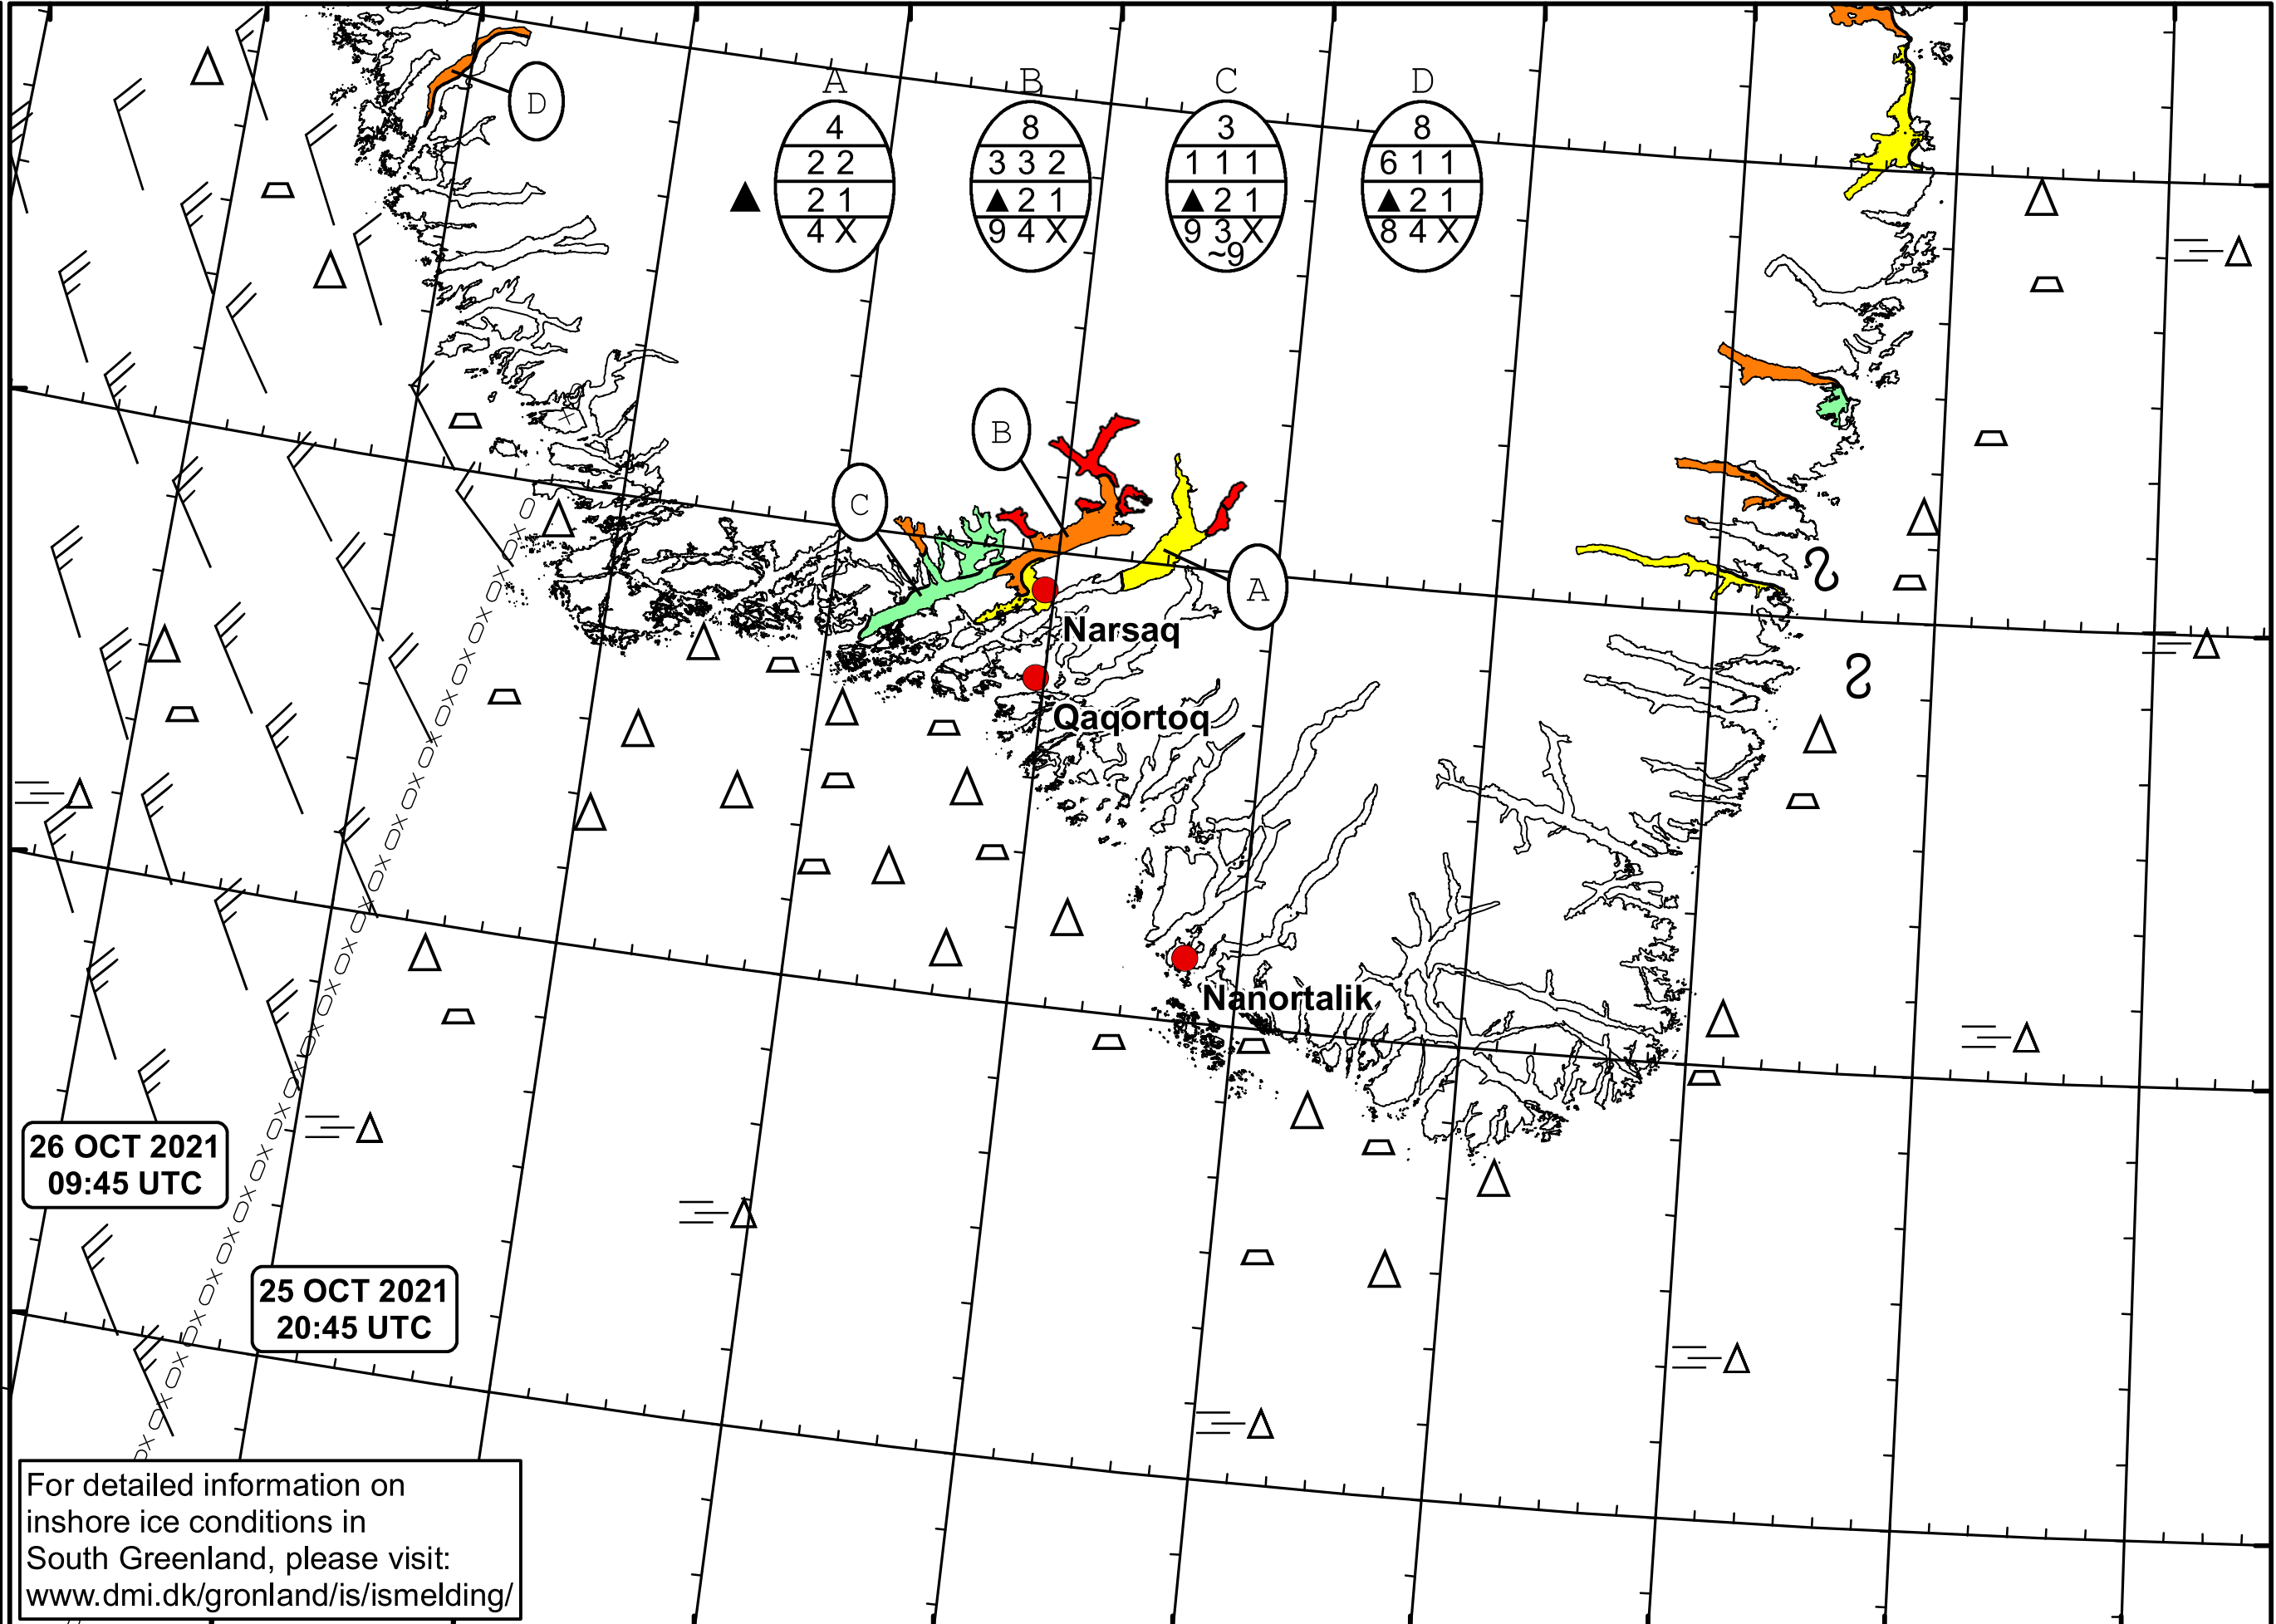 A B C D
4
2 2
2 1
4 X
8
3 3 2
▲ 2 1
9 4 X
3
1 1 1
▲ 2 1
9 3 X
~9
8
6 1 1
▲ 2 1
8 4 X
D
B
C
A
Narsaq
Qaqortoq
Nanortalik
26 OCT 2021
09:45 UTC
25 OCT 2021
20:45 UTC
For detailed information on
inshore ice conditions in
South Greenland, please visit:
www.dmi.dk/gronland/is/ismelding/